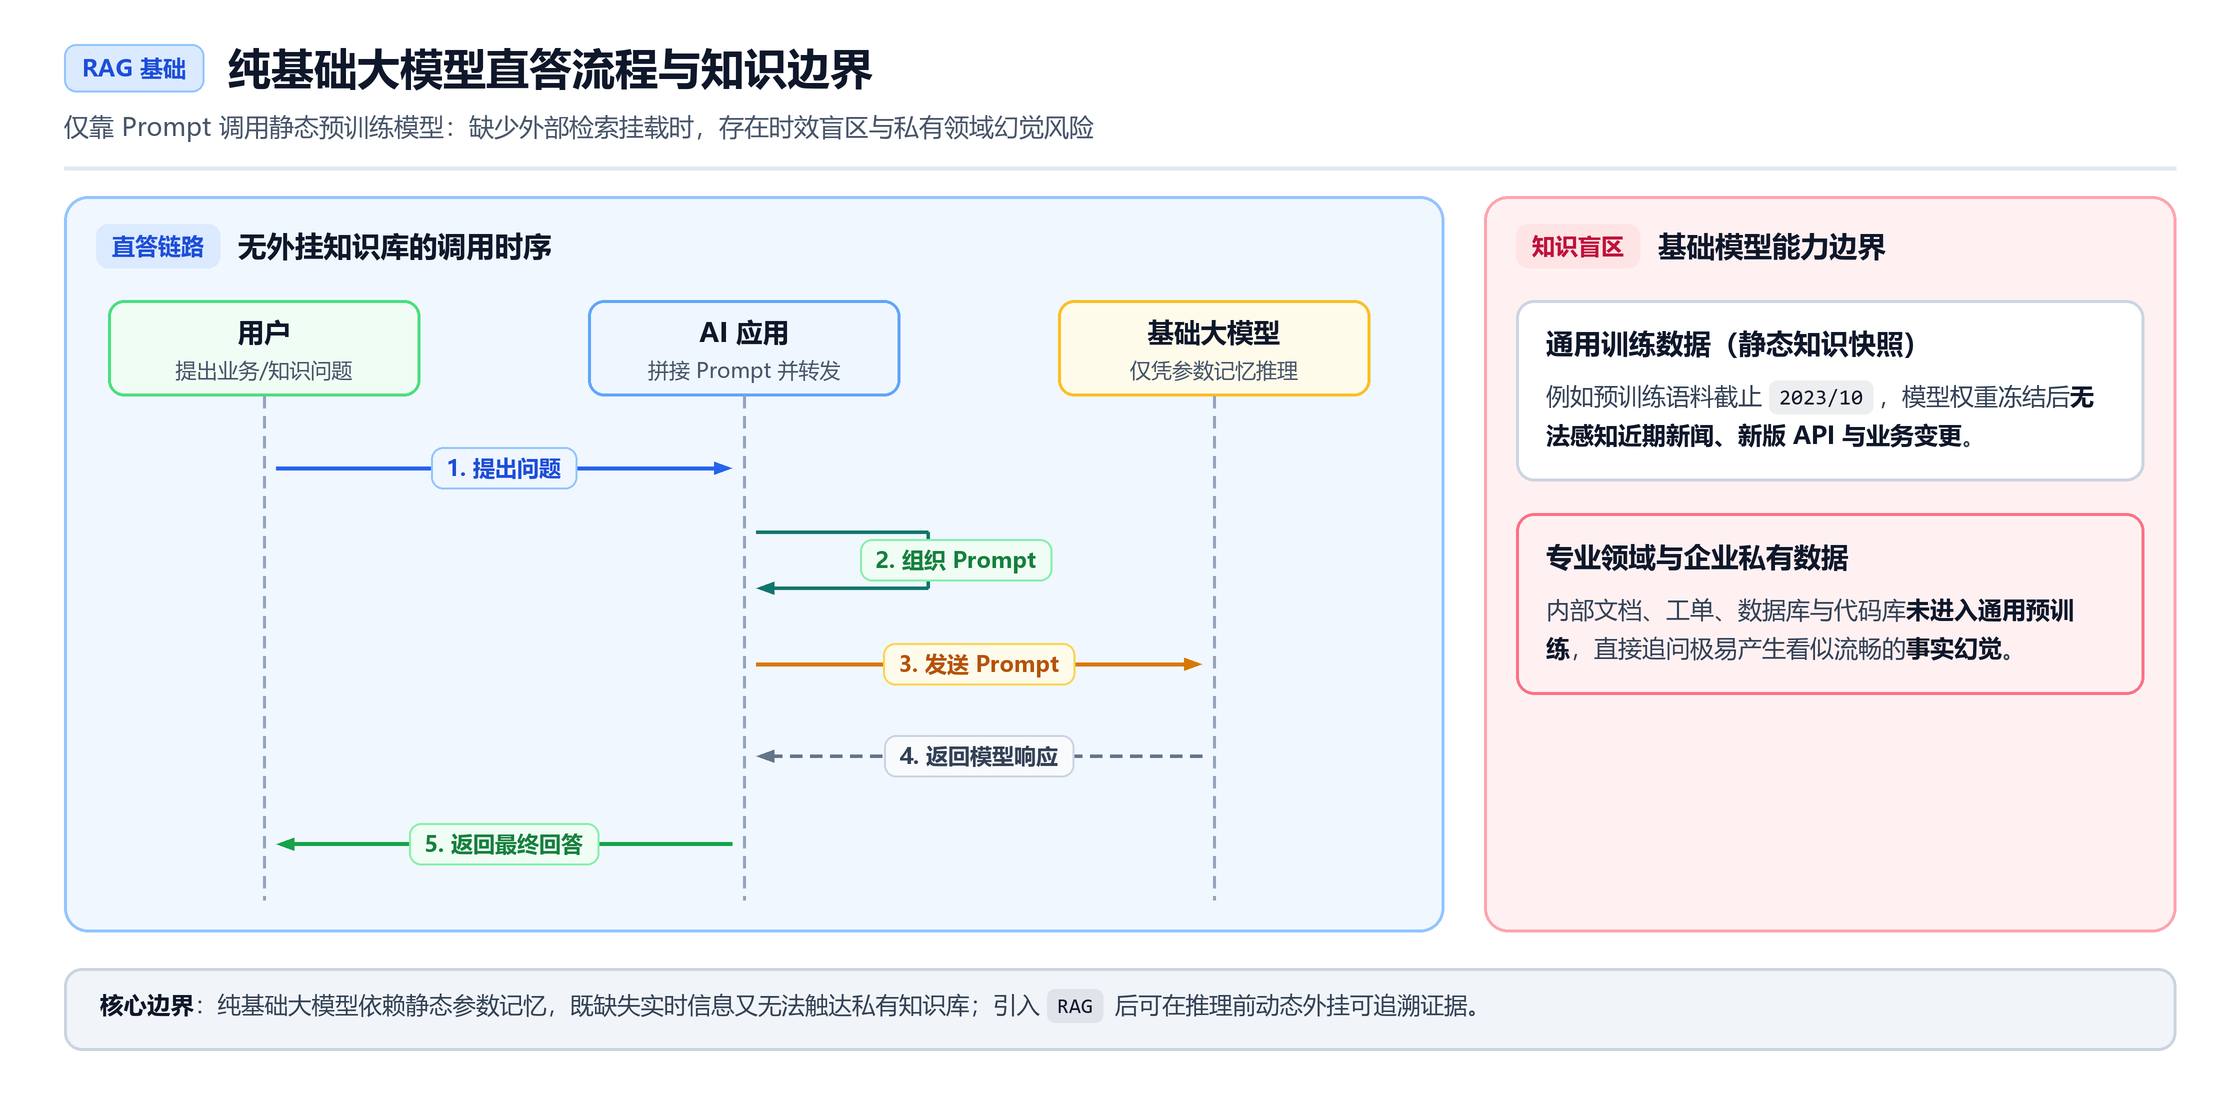 RAG 基础
纯基础大模型直答流程与知识边界
仅靠 Prompt 调用静态预训练模型：缺少外部检索挂载时，存在时效盲区与私有领域幻觉风险
直答链路
无外挂知识库的调用时序
用户
提出业务/知识问题
AI 应用
拼接 Prompt 并转发
基础大模型
仅凭参数记忆推理
1. 提出问题
2. 组织 Prompt
3. 发送 Prompt
4. 返回模型响应
5. 返回最终回答
知识盲区
基础模型能力边界
通用训练数据（静态知识快照）
例如预训练语料截止 2023/10 ，模型权重冻结后无
法感知近期新闻、新版 API 与业务变更。
专业领域与企业私有数据
内部文档、工单、数据库与代码库未进入通用预训
练，直接追问极易产生看似流畅的事实幻觉。
核心边界：纯基础大模型依赖静态参数记忆，既缺失实时信息又无法触达私有知识库；引入 RAG 后可在推理前动态外挂可追溯证据。